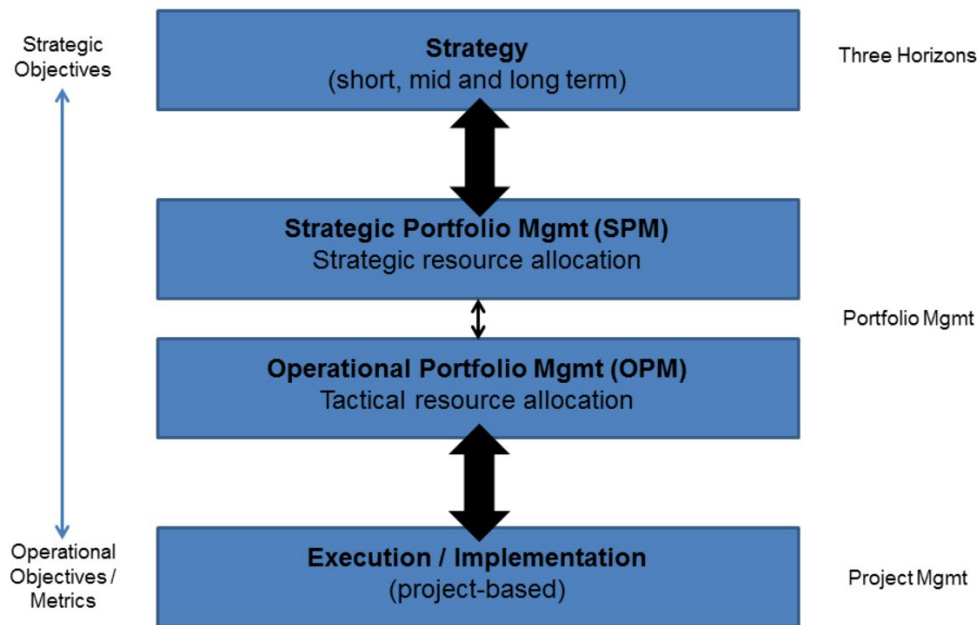 Strategic
Objectives
Strategy
(short, mid and long term)
Three Horizons
Strategic Portfolio Mgmt (SPM)
Strategic resource allocation
Portfolio Mgmt
Operational Portfolio Mgmt (OPM)
Tactical resource allocation
Operational
Objectives /
Metrics
Execution / Implementation
(project-based)
Project Mgmt